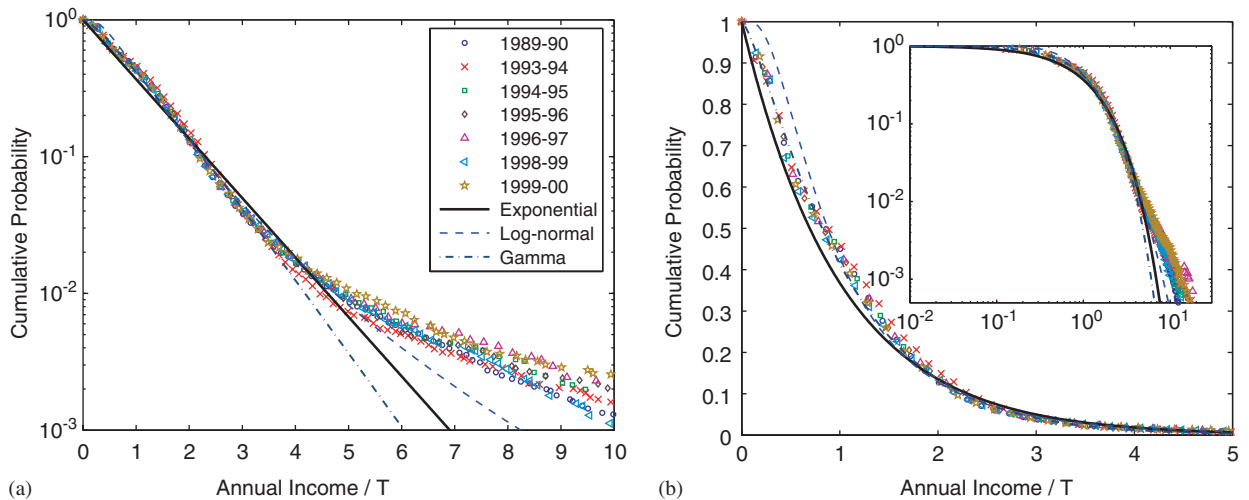 10^0
10^-1
10^-2
10^-3
Cumulative Probability
0 1 2 3 4 5 6 7 8 9 10
Annual Income / T
(a)
1989-90
1993-94
1994-95
1995-96
1996-97
1998-99
1999-00
Exponential
Log-normal
Gamma
1
0.9
0.8
0.7
0.6
0.5
0.4
0.3
0.2
0.1
0
Cumulative Probability
0 1 2 3 4 5
Annual Income / T
(b)
10^0
10^-1
10^-2
10^-3
10^-2 10^-1 10^0 10^1